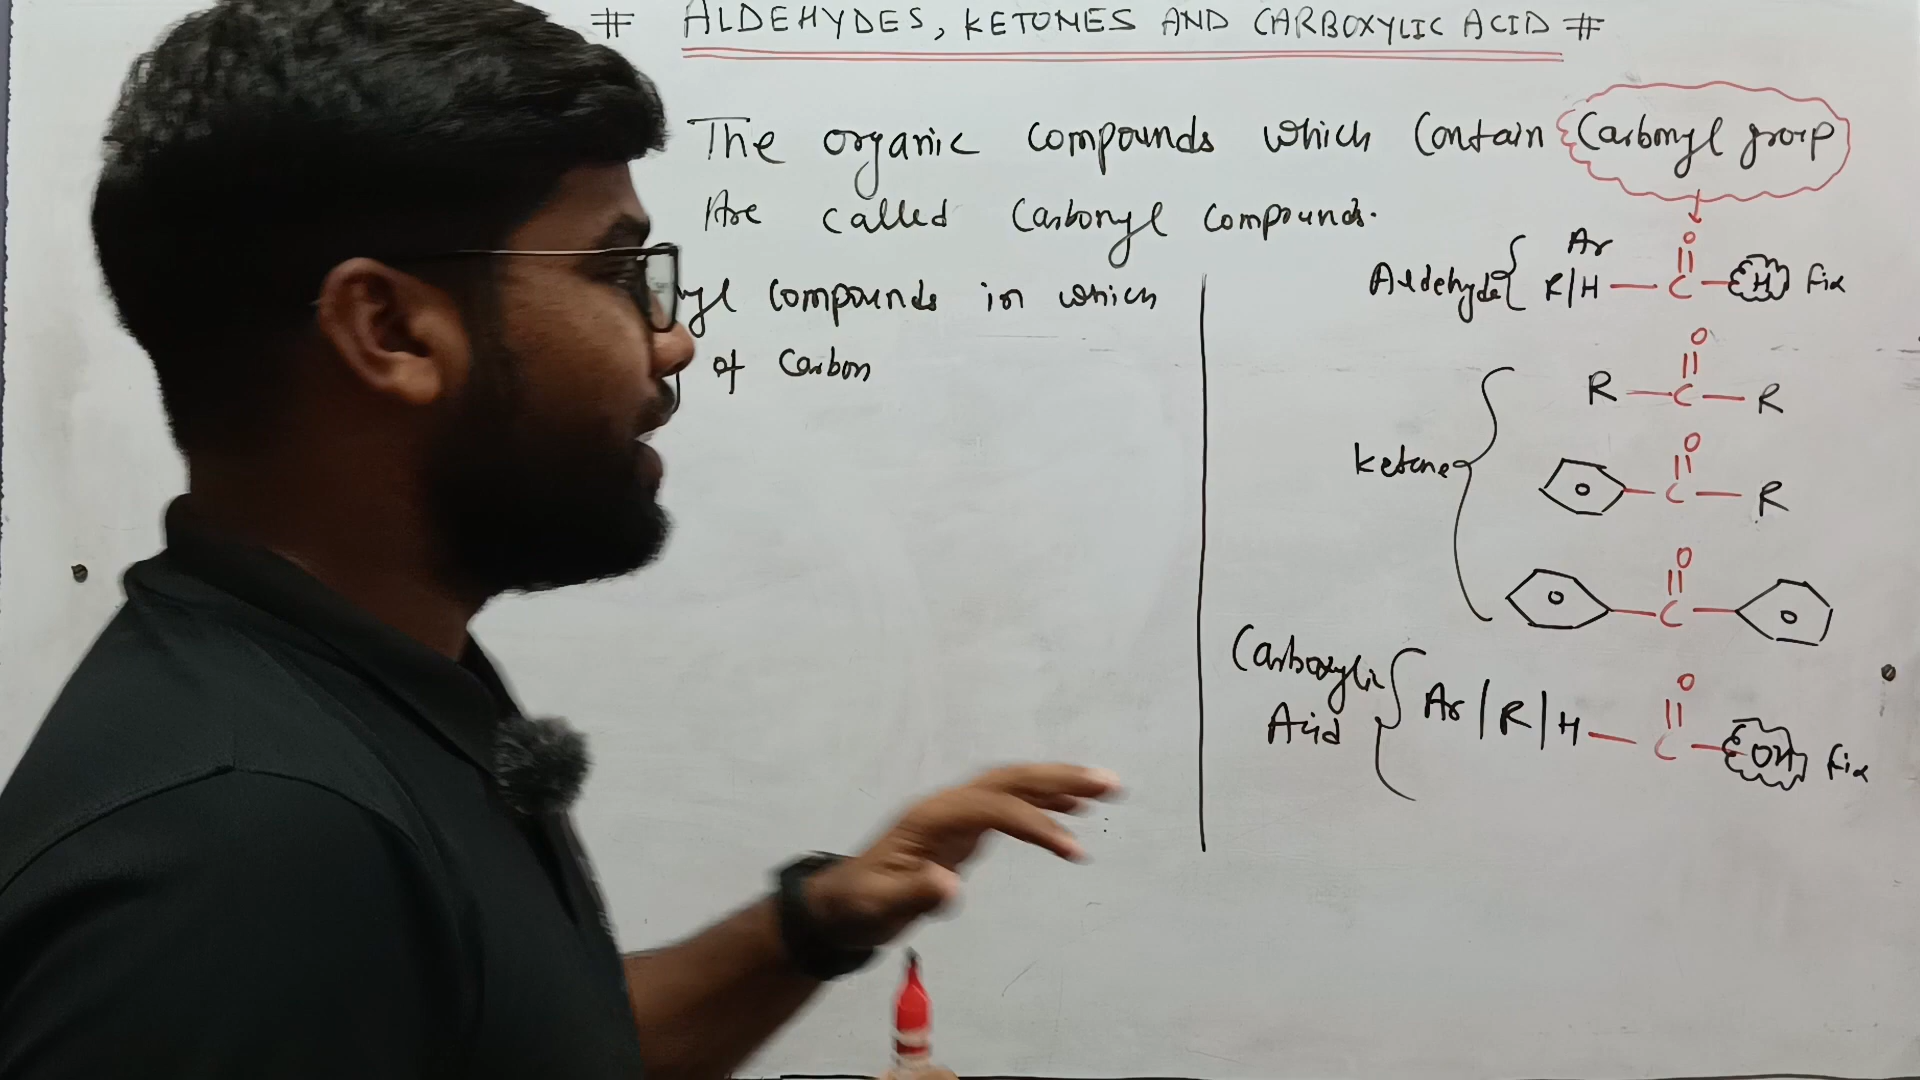 # ALDEHYDES, KETONES AND CARBOXYLIC ACID #
The organic compounds which contain Carbonyl group
Are called Carbonyl compounds.
compounds in which
of Carbon
Aldehyde { Ar
R/H — C — H fix
O
O
R — C — R
Ketone {
O
C — R
O
C
Carboxylic
Acid { Ar / R / H — C — OH fix
O